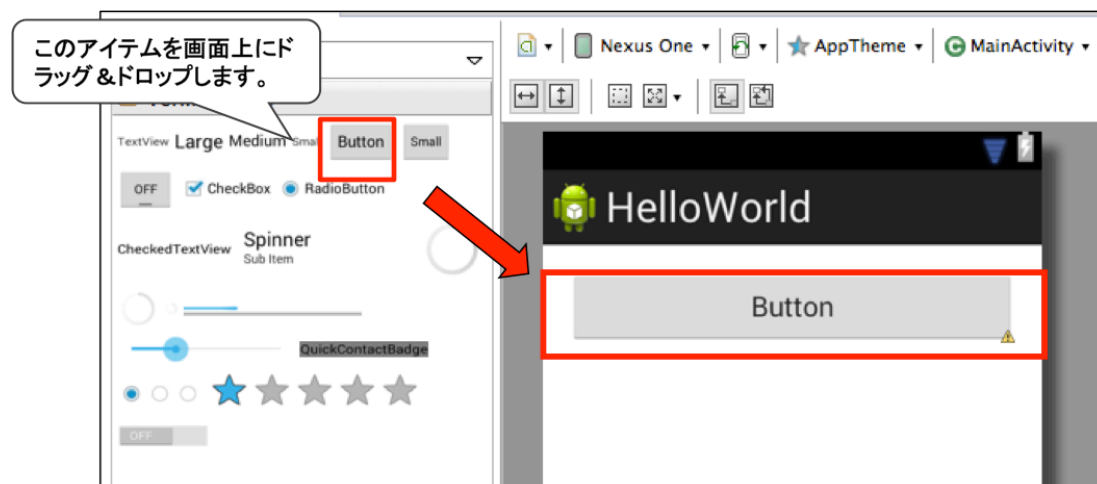 このアイテムを画面上にド
ラッグ&ドロップします。
Nexus One
AppTheme
MainActivity
TextView Large Medium Small Button Small
OFF CheckBox RadioButton
CheckedTextView Spinner
Sub Item
QuickContactBadge
OFF
HelloWorld
Button